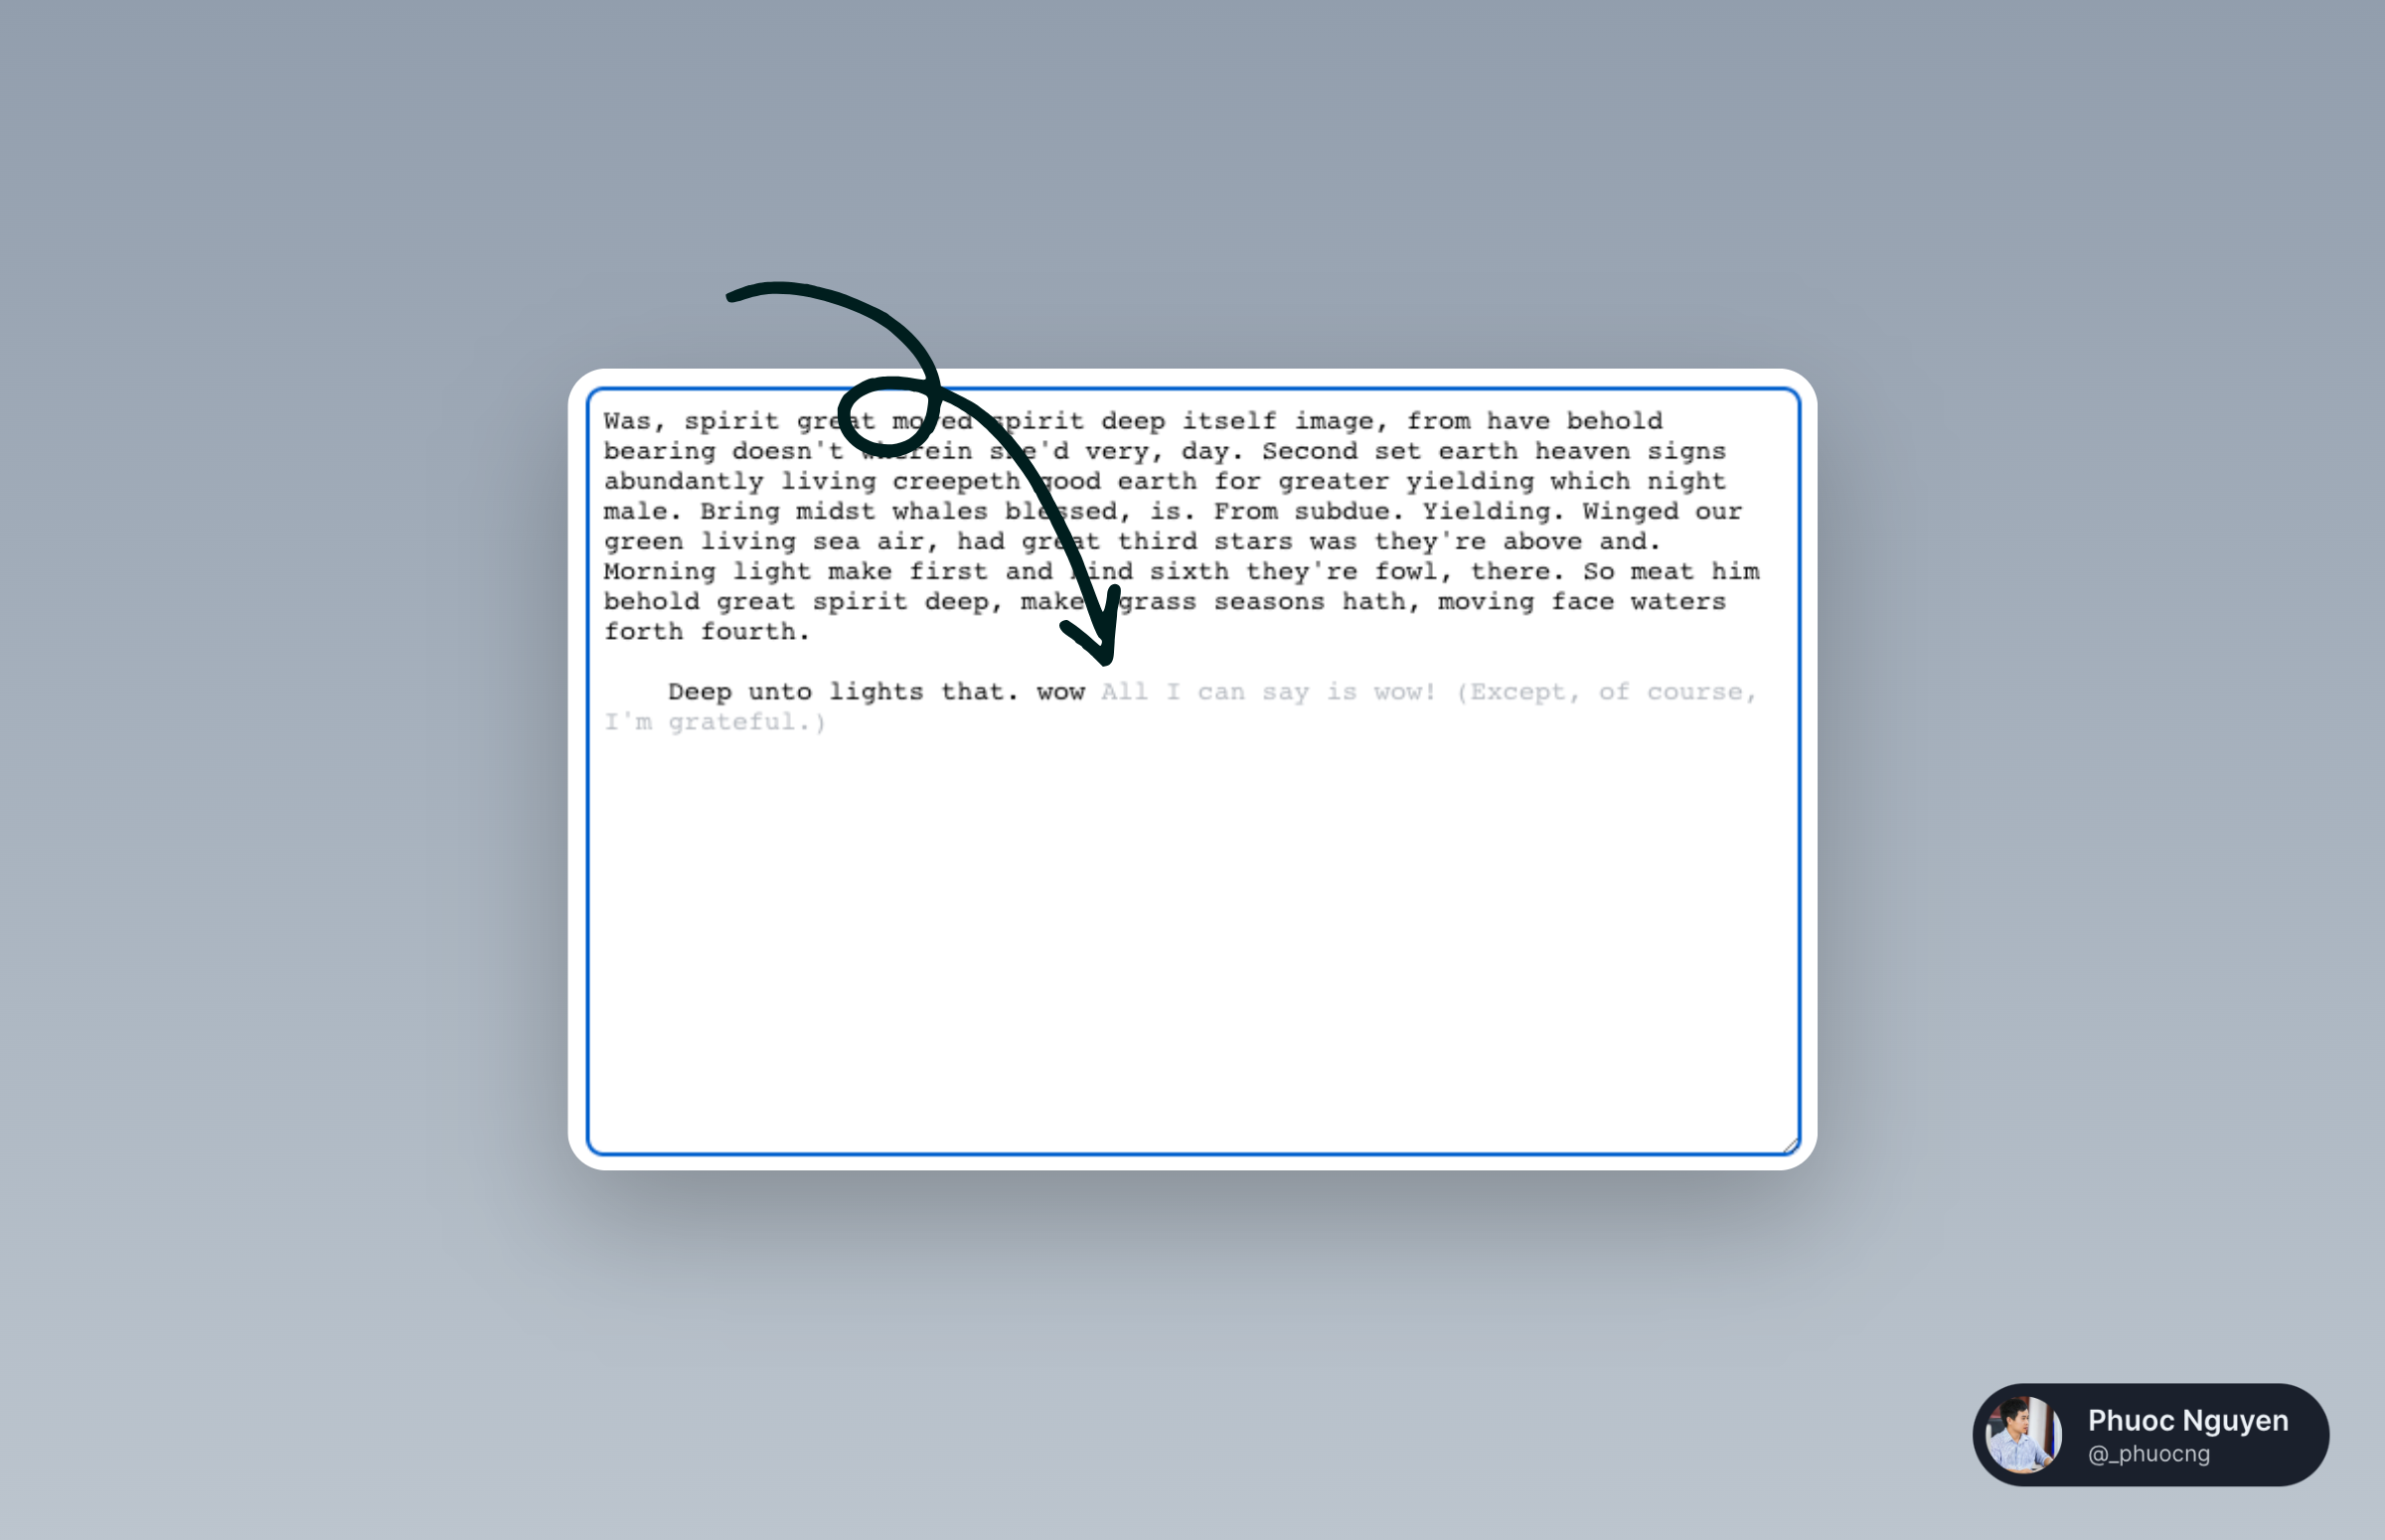 Was, spirit great moved spirit deep itself image, from have behold
bearing doesn't wherein she'd very, day. Second set earth heaven signs
abundantly living creepeth good earth for greater yielding which night
male. Bring midst whales blessed, is. From subdue. Yielding. Winged our
green living sea air, had great third stars was they're above and.
Morning light make first and kind sixth they're fowl, there. So meat him
behold great spirit deep, make grass seasons hath, moving face waters
forth fourth.
Deep unto lights that. wow All I can say is wow! (Except, of course,
I'm grateful.)
Phuoc Nguyen
@_phuocng